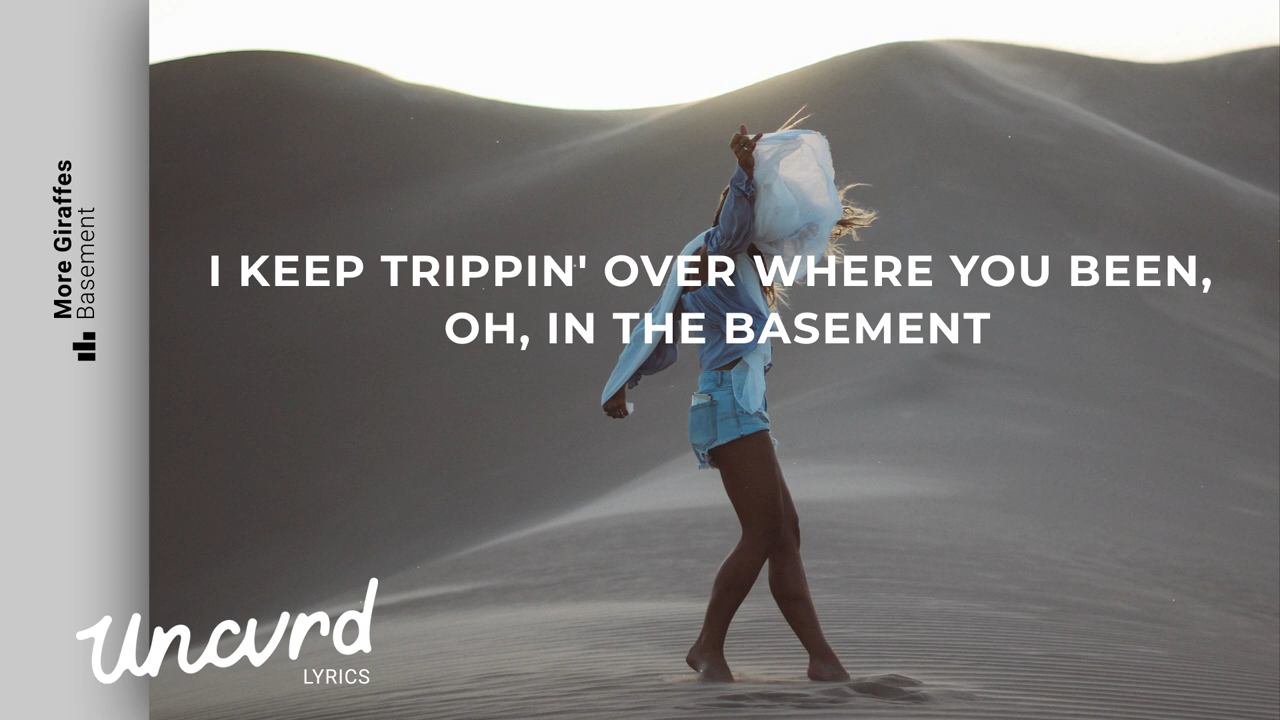 More Giraffes
Basement
I KEEP TRIPPIN' OVER WHERE YOU BEEN,
OH, IN THE BASEMENT
Uncvrd
LYRICS